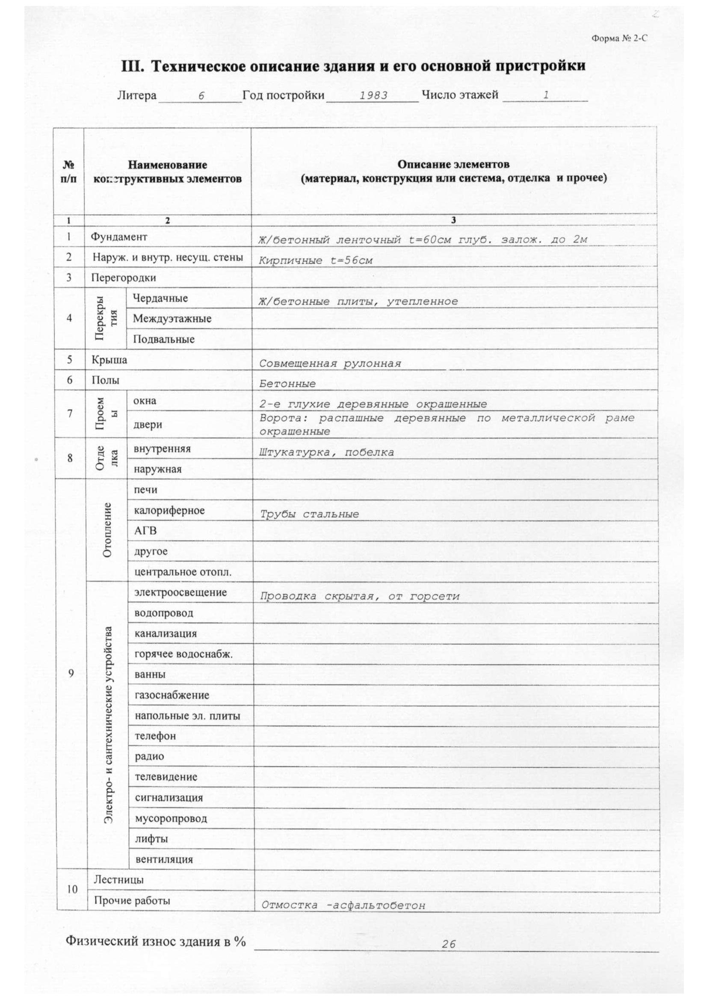 2
Форма № 2-С
III. Техническое описание здания и его основной пристройки
Литера 6 Год постройки 1983 Число этажей 1
№ п/п Наименование конструктивных элементов Описание элементов (материал, конструкция или система, отделка и прочее)
1 2 3
1 Фундамент Ж/бетонный ленточный t=60см глуб. залож. до 2м
2 Наруж. и внутр. несущ. стены Кирпичные t=56см
3 Перегородки
4 Перекрытия Чердачные Ж/бетонные плиты, утепленное
Междуэтажные
Подвальные
5 Крыша Совмещенная рулонная
6 Полы Бетонные
7 Проемы окна 2-е глухие деревянные окрашенные
двери Ворота: распашные деревянные по металлической раме
окрашенные
8 Отделка внутренняя Штукатурка, побелка
наружная
9 Отопление печи
калориферное Трубы стальные
АГВ
другое
центральное отопл.
Электро- и сантехнические устройства электроосвещение Проводка скрытая, от горсети
водопровод
канализация
горячее водоснабж.
ванны
газоснабжение
напольные эл. плиты
телефон
радио
телевидение
сигнализация
мусоропровод
лифты
вентиляция
10 Лестницы
Прочие работы Отмостка -асфальтобетон
Физический износ здания в % 26